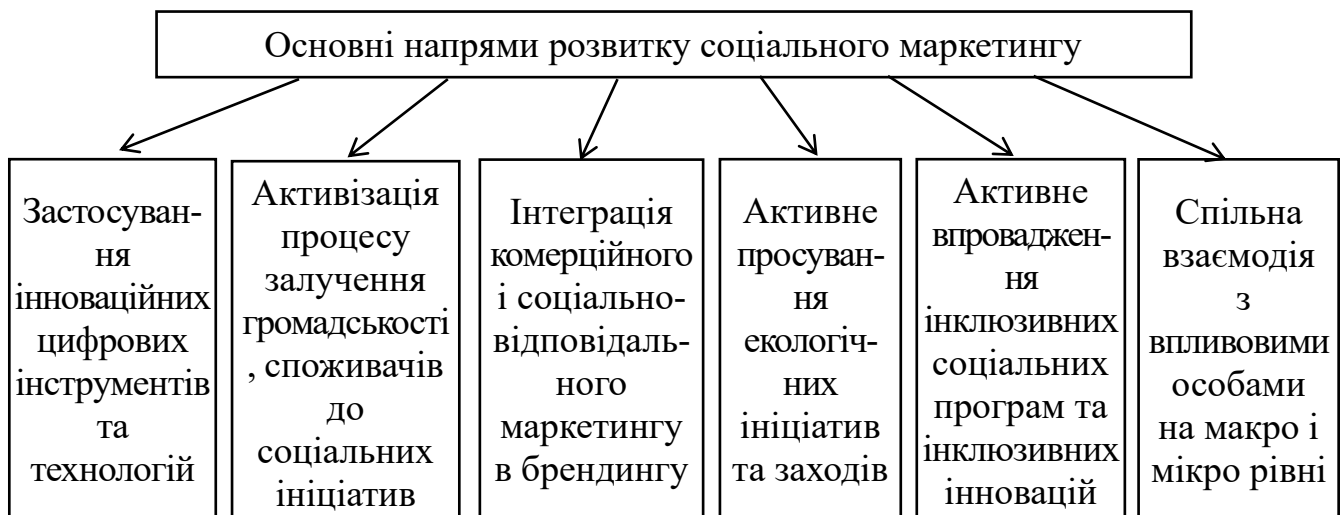 Основні напрями розвитку соціального маркетингу
Застосуван-
ня
інноваційних
цифрових
інструментів
та
технологій
Активізація
процесу
залучення
громадськості
, споживачів
до
соціальних
ініціатив
Інтеграція
комерційного
і соціально-
відповідаль-
ного
маркетингу
в брендингу
Активне
просуван-
ня
екологіч-
них
ініціатив
та заходів
Активне
впроваджен-
ня
інклюзивних
соціальних
програм та
інклюзивних
інновацій
Спільна
взаємодія
з
впливовими
особами
на макро і
мікро рівні